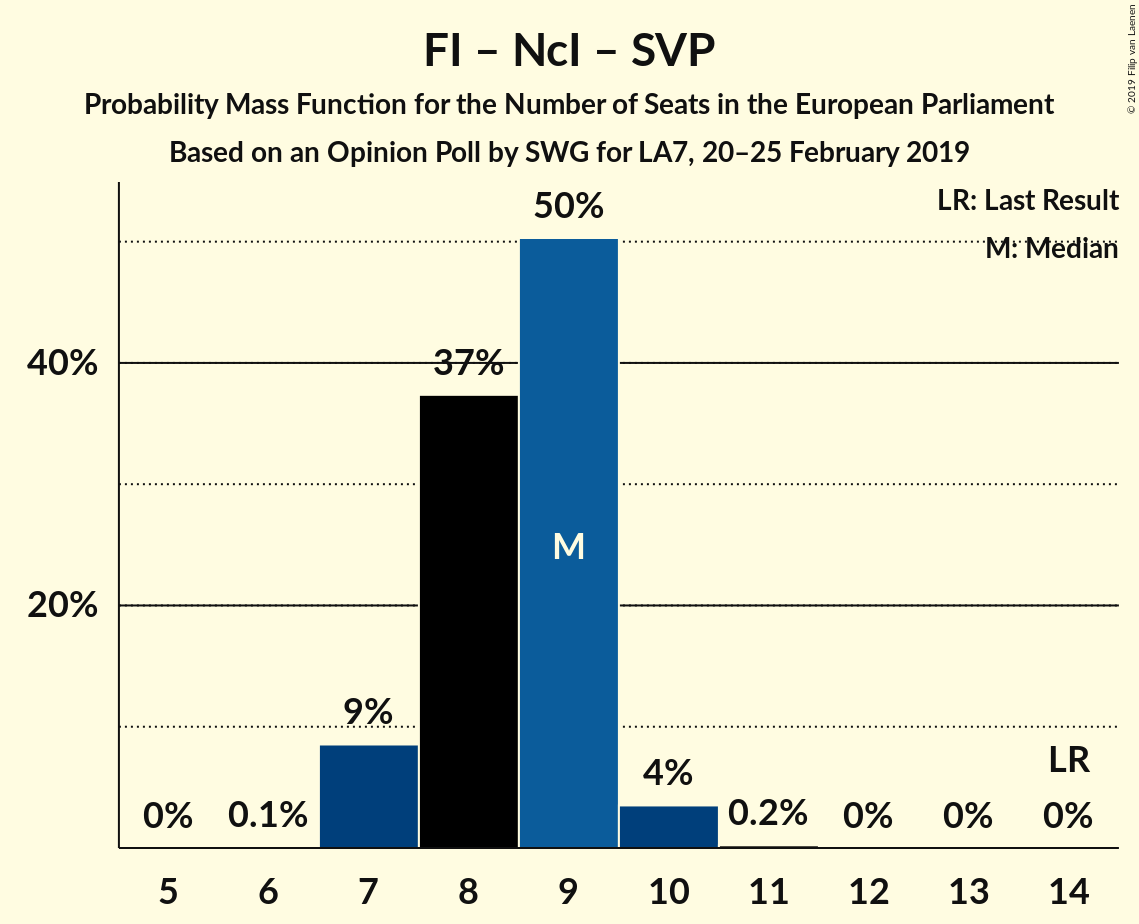 FI – NcI – SVP
Probability Mass Function for the Number of Seats in the European Parliament
Based on an Opinion Poll by SWG for LA7, 20–25 February 2019
© 2019 Filip van Laenen
LR: Last Result
M: Median
50%
40%
37%
M
20%
9%
4%
LR
0%
0.1%
0.2%
0%
0%
0%
5
6
7
8
9
10
11
12
13
14